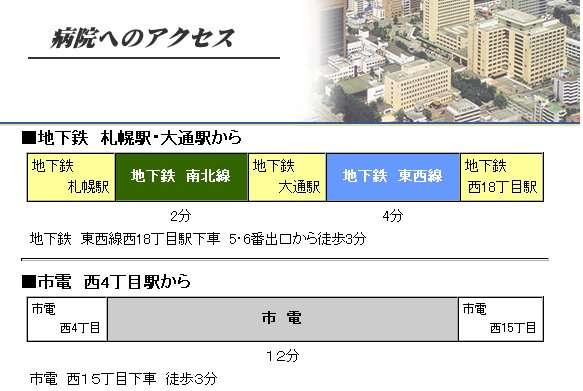 病院へのアクセス
■地下鉄 札幌駅・大通駅から
地下鉄
札幌駅
地下鉄 南北線
地下鉄
大通駅
地下鉄 東西線
地下鉄
西18丁目駅
2分
4分
地下鉄 東西線西18丁目駅下車 5・6番出口から徒歩3分
■市電 西4丁目駅から
市電
西4丁目
市 電
市電
西15丁目
12分
市電 西15丁目下車 徒歩3分